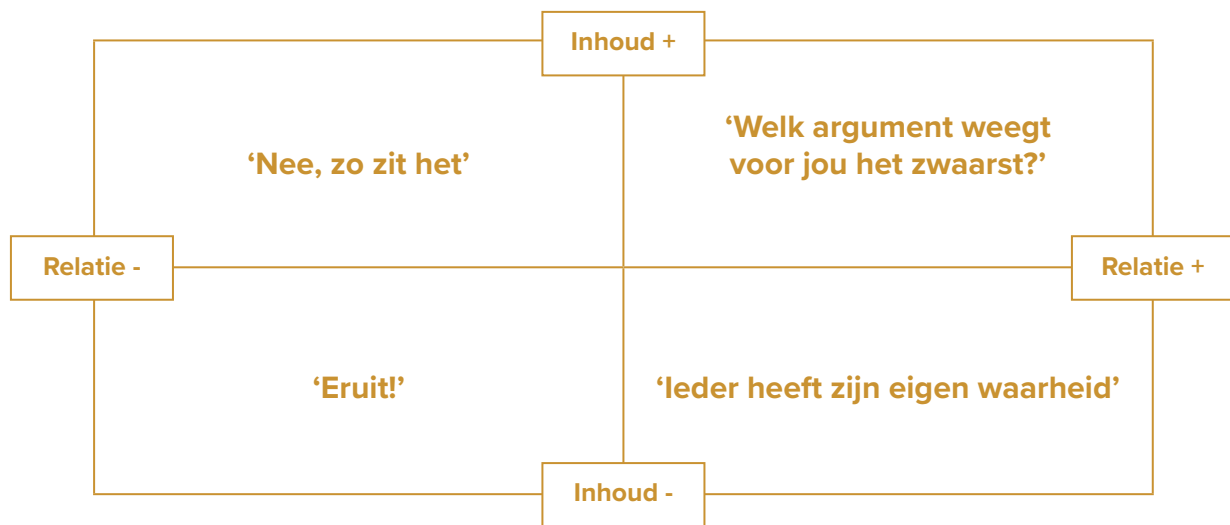 Inhoud +
‘Welk argument weegt
voor jou het zwaarst?’
‘Nee, zo zit het’
Relatie -
Relatie +
‘Eruit!’
‘Ieder heeft zijn eigen waarheid’
Inhoud -